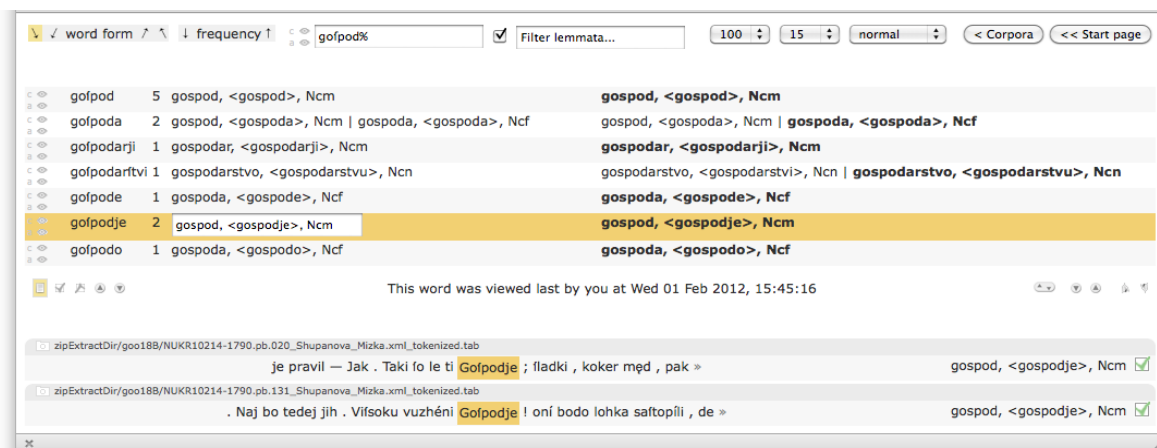 word form frequency ↑ goſpod% Filter lemmata... 100 15 normal < Corpora << Start page
c a
c a goſpod 5 gospod, <gospod>, Ncm gospod, <gospod>, Ncm
c a goſpoda 2 gospod, <gospoda>, Ncm | gospoda, <gospoda>, Ncf gospod, <gospoda>, Ncm | gospoda, <gospoda>, Ncf
c a goſpodarji 1 gospodar, <gospodarji>, Ncm gospodar, <gospodarji>, Ncm
c a goſpodarſtvi 1 gospodarstvo, <gospodarstvu>, Ncn gospodarstvo, <gospodarstvi>, Ncn | gospodarstvo, <gospodarstvu>, Ncn
c a goſpode 1 gospoda, <gospode>, Ncf gospoda, <gospode>, Ncf
c a goſpodje 2 gospod, <gospodje>, Ncm gospod, <gospodje>, Ncm
c a goſpodo 1 gospoda, <gospodo>, Ncf gospoda, <gospodo>, Ncf
This word was viewed last by you at Wed 01 Feb 2012, 15:45:16
zipExtractDir/goo18B/NUKR10214-1790.pb.020_Shupanova_Mizka.xml_tokenized.tab
je pravil — Jak . Taki ſo le ti Goſpodje ; ſladki , koker męd , pak » gospod, <gospodje>, Ncm
zipExtractDir/goo18B/NUKR10214-1790.pb.131_Shupanova_Mizka.xml_tokenized.tab
. Naj bo tedej jih . Viſsoku vuzhéni Goſpodje ! oní bodo lohka saſtopíli , de » gospod, <gospodje>, Ncm